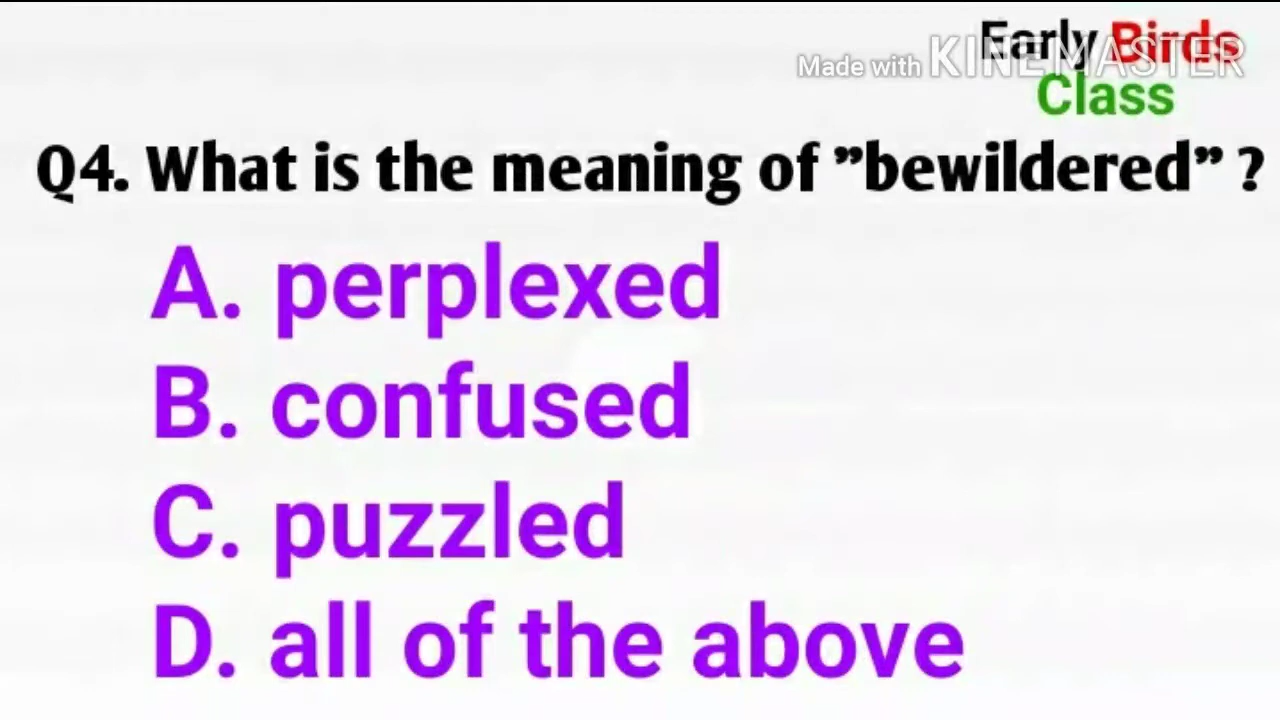 Early Birds
Made with KINEMASTER
Class
Q4. What is the meaning of ”bewildered” ?
A. perplexed
B. confused
C. puzzled
D. all of the above